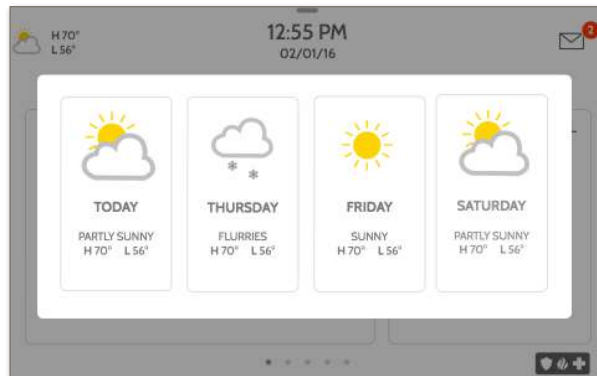 H 70°
L 56°
12:55 PM
02/01/16
2
TODAY
PARTLY SUNNY
H 70° L 56°
THURSDAY
FLURRIES
H 70° L 56°
FRIDAY
SUNNY
H 70° L 56°
SATURDAY
PARTLY SUNNY
H 70° L 56°